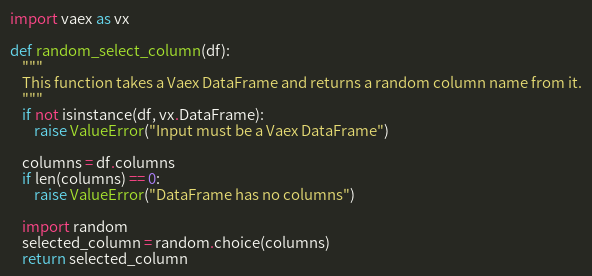 import vaex as vx

def random_select_column(df):
    """
    This function takes a Vaex DataFrame and returns a random column name from it.
    """
    if not isinstance(df, vx.DataFrame):
        raise ValueError("Input must be a Vaex DataFrame")

    columns = df.columns
    if len(columns) == 0:
        raise ValueError("DataFrame has no columns")

    import random
    selected_column = random.choice(columns)
    return selected_column